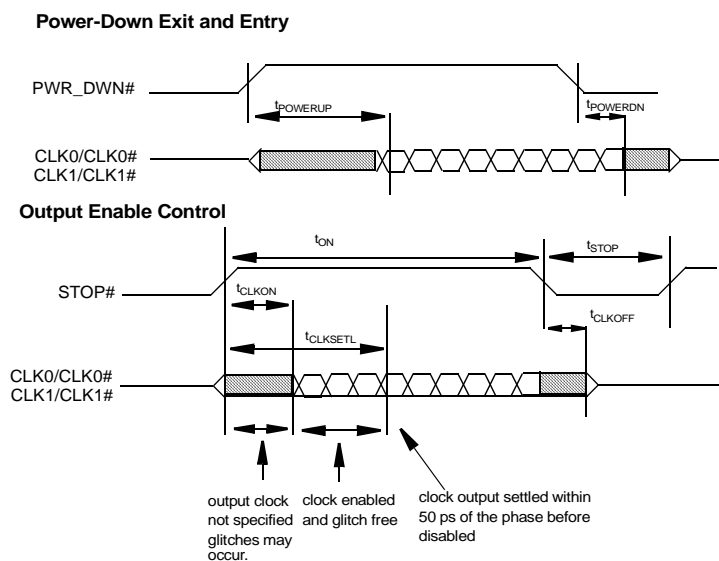 Power-Down Exit and Entry
PWR_DWN#
tPOWERUP
tPOWERDN
CLK0/CLK0#
CLK1/CLK1#
Output Enable Control
tON
tSTOP
STOP#
tCLKON
tCLKOFF
tCLKSETL
CLK0/CLK0#
CLK1/CLK1#
output clock
not specified
glitches may
occur.
clock enabled
and glitch free
clock output settled within
50 ps of the phase before
disabled